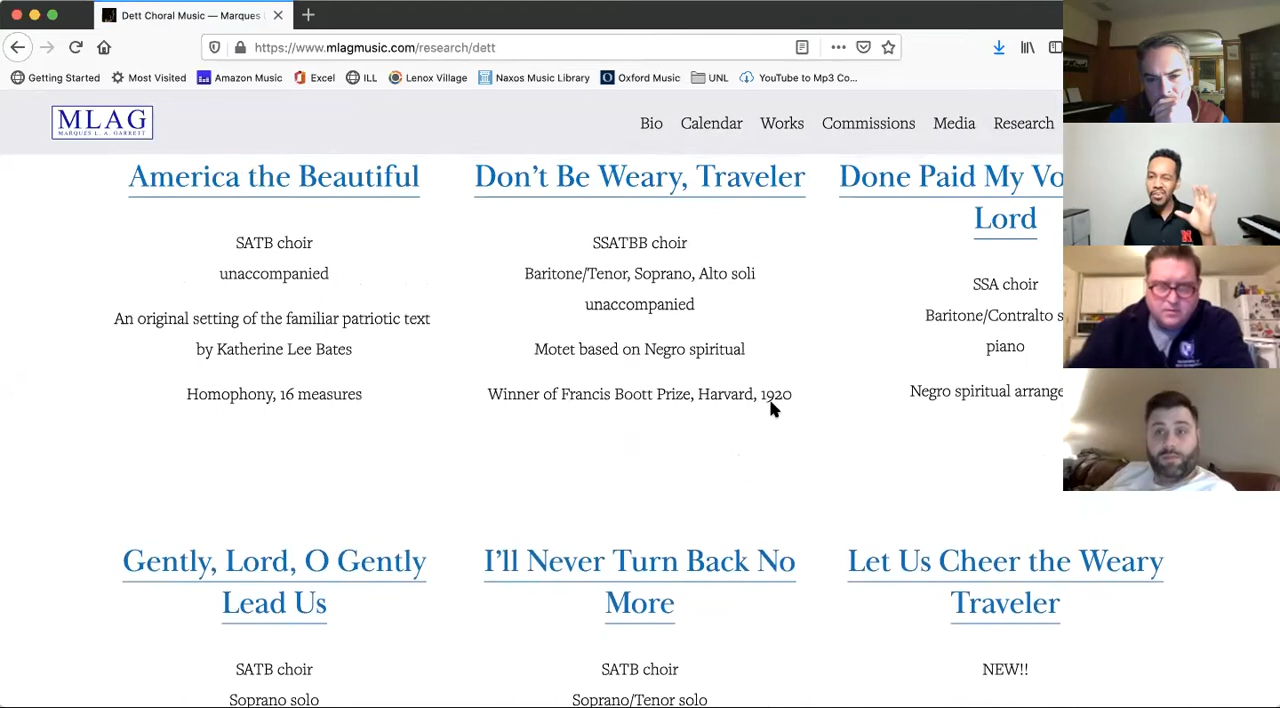 Dett Choral Music — Marques
https://www.mlagmusic.com/research/dett
Getting Started
Most Visited
Amazon Music
Excel
ILL
Lenox Village
Naxos Music Library
Oxford Music
UNL
YouTube to Mp3 Co...
MLAG
MARQUES L. A. GARRETT
Bio
Calendar
Works
Commissions
Media
Research
America the Beautiful
SATB choir
unaccompanied
An original setting of the familiar patriotic text
by Katherine Lee Bates
Homophony, 16 measures
Don't Be Weary, Traveler
SSATBB choir
Baritone/Tenor, Soprano, Alto soli
unaccompanied
Motet based on Negro spiritual
Winner of Francis Boott Prize, Harvard, 1920
Done Paid My Vo
Lord
SSA choir
Baritone/Contralto s
piano
Negro spiritual arrange
Gently, Lord, O Gently
Lead Us
SATB choir
Soprano solo
I'll Never Turn Back No
More
SATB choir
Soprano/Tenor solo
Let Us Cheer the Weary
Traveler
NEW!!
N